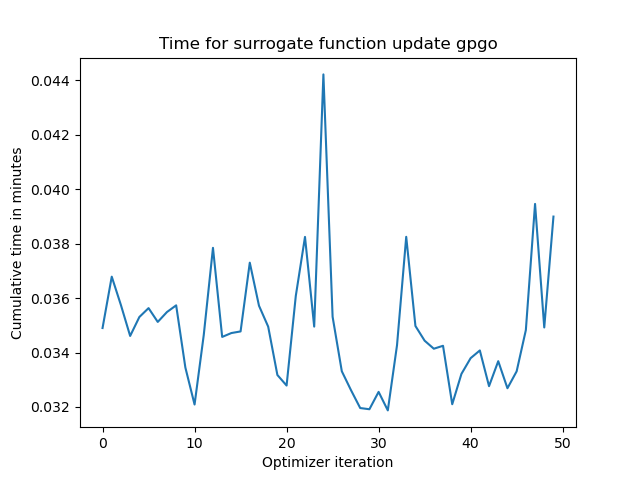 Time for surrogate function update gpgo
Cumulative time in minutes
0.044
0.042
0.040
0.038
0.036
0.034
0.032
0 10 20 30 40 50
Optimizer iteration